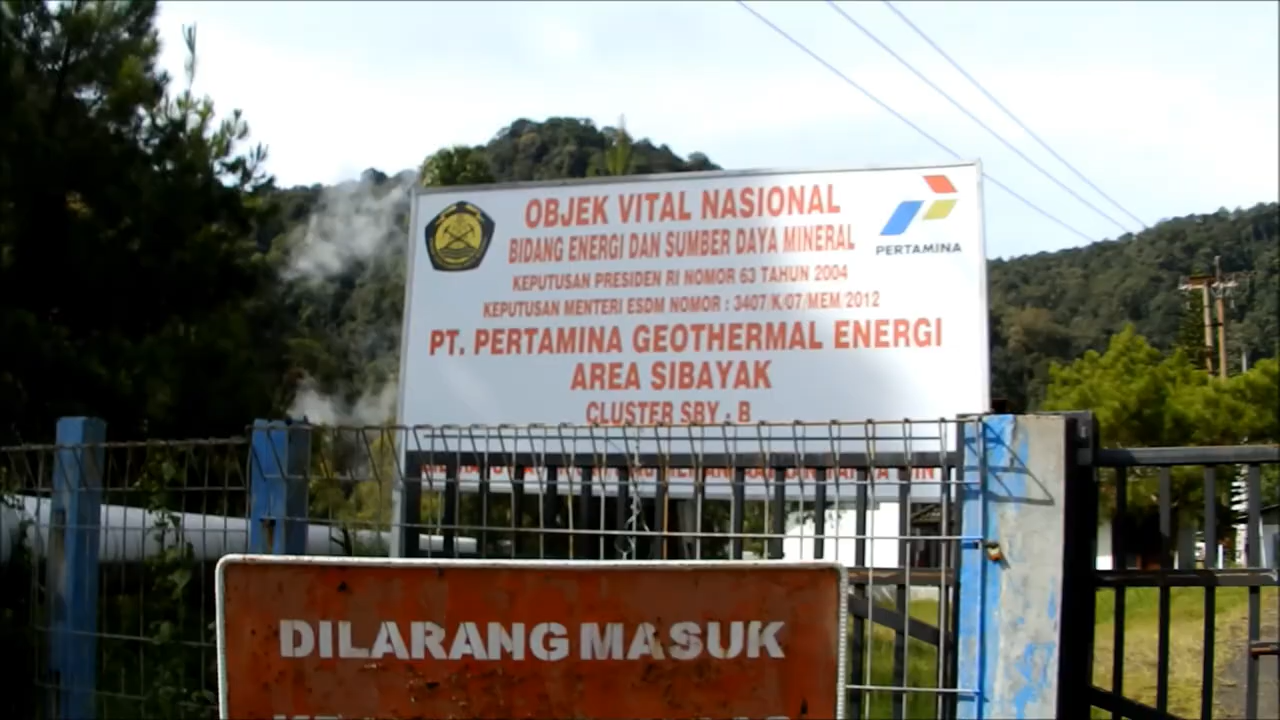 OBJEK VITAL NASIONAL
BIDANG ENERGI DAN SUMBER DAYA MINERAL
KEPUTUSAN PRESIDEN RI NOMOR 63 TAHUN 2004
KEPUTUSAN MENTERI ESDM NOMOR : 3407/K/07/MEM/2012
PERTAMINA
PT. PERTAMINA GEOTHERMAL ENERGI
AREA SIBAYAK
CLUSTER SBY - B
DILARANG MASUK